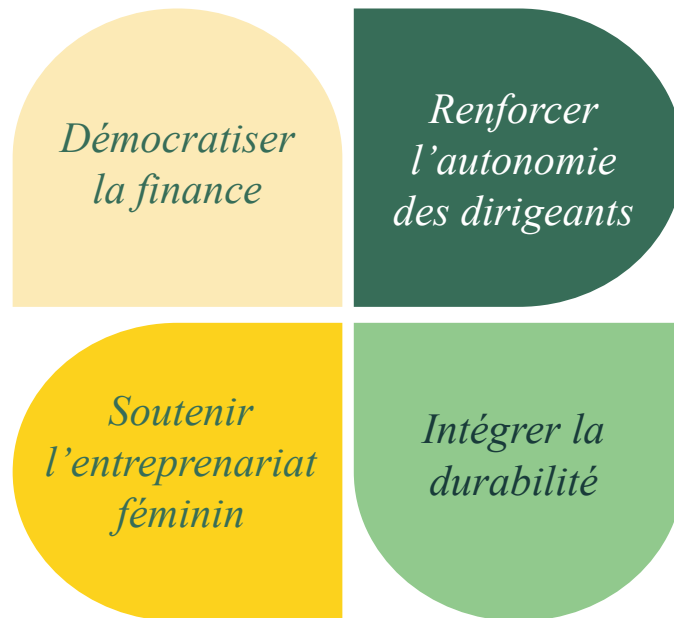 Démocratiser
la finance
Renforcer
l’autonomie
des dirigeants
Soutenir
l’entreprenariat
féminin
Intégrer la
durabilité